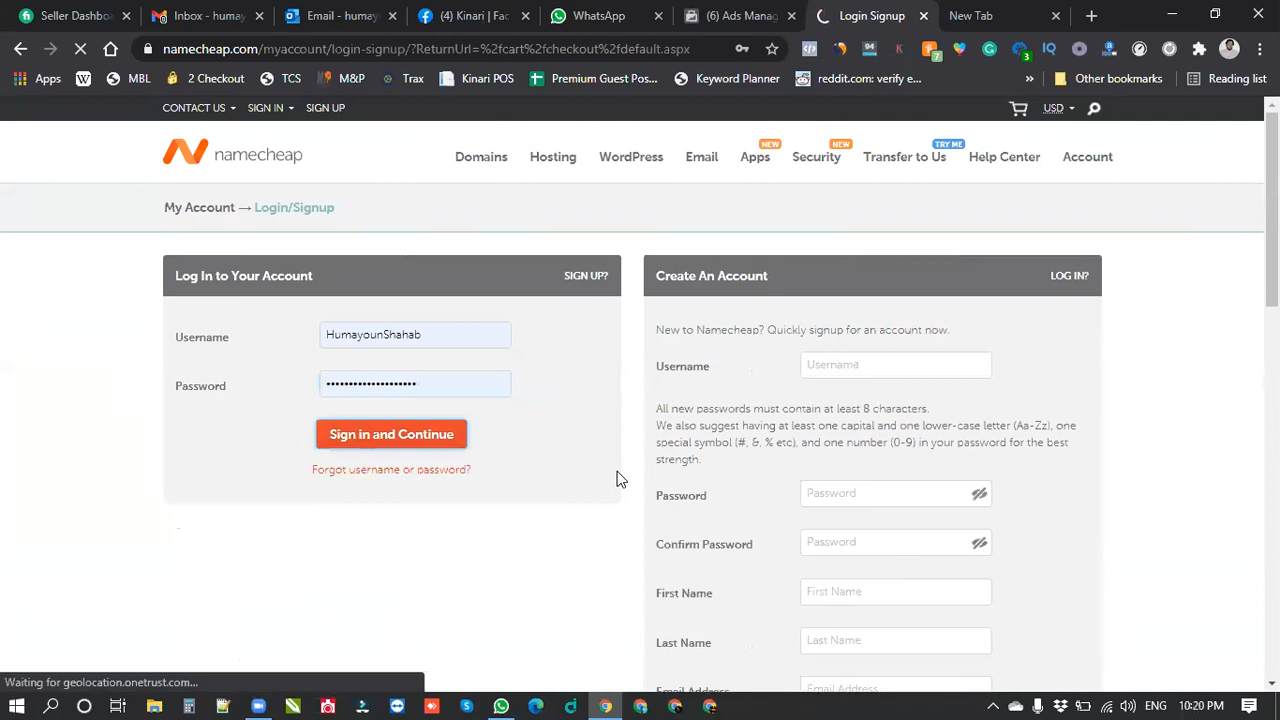 Seller Dashboard
Inbox - humay
Email - humay
Kinari | Fac
WhatsApp
(6) Ads Manag
Login Signup
New Tab
namecheap.com/myaccount/login-signup/?ReturnUrl=%2fcart%2fcheckout%2fdefault.aspx
Apps
MBL
2 Checkout
TCS
M&P
Trax
Kinari POS
Premium Guest Pos...
Keyword Planner
reddit.com: verify e...
»
Other bookmarks
Reading list
CONTACT US
SIGN IN
SIGN UP
USD
namecheap
Domains
Hosting
WordPress
Email
Apps
NEW
Security
NEW
Transfer to Us
TRY ME
Help Center
Account
My Account → Login/Signup
Log In to Your Account
SIGN UP?
Username
HumayounShahab
Password
••••••••••••••••••••
Sign in and Continue
Forgot username or password?
Create An Account
LOG IN?
New to Namecheap? Quickly signup for an account now.
Username
Username
All new passwords must contain at least 8 characters.
We also suggest having at least one capital and one lower-case letter (Aa-Zz), one
special symbol (#, &, % etc), and one number (0-9) in your password for the best
strength.
Password
Password
Confirm Password
Password
First Name
First Name
Last Name
Last Name
Email Address
Email Address
Waiting for geolocation.onetrust.com...
ENG
10:20 PM